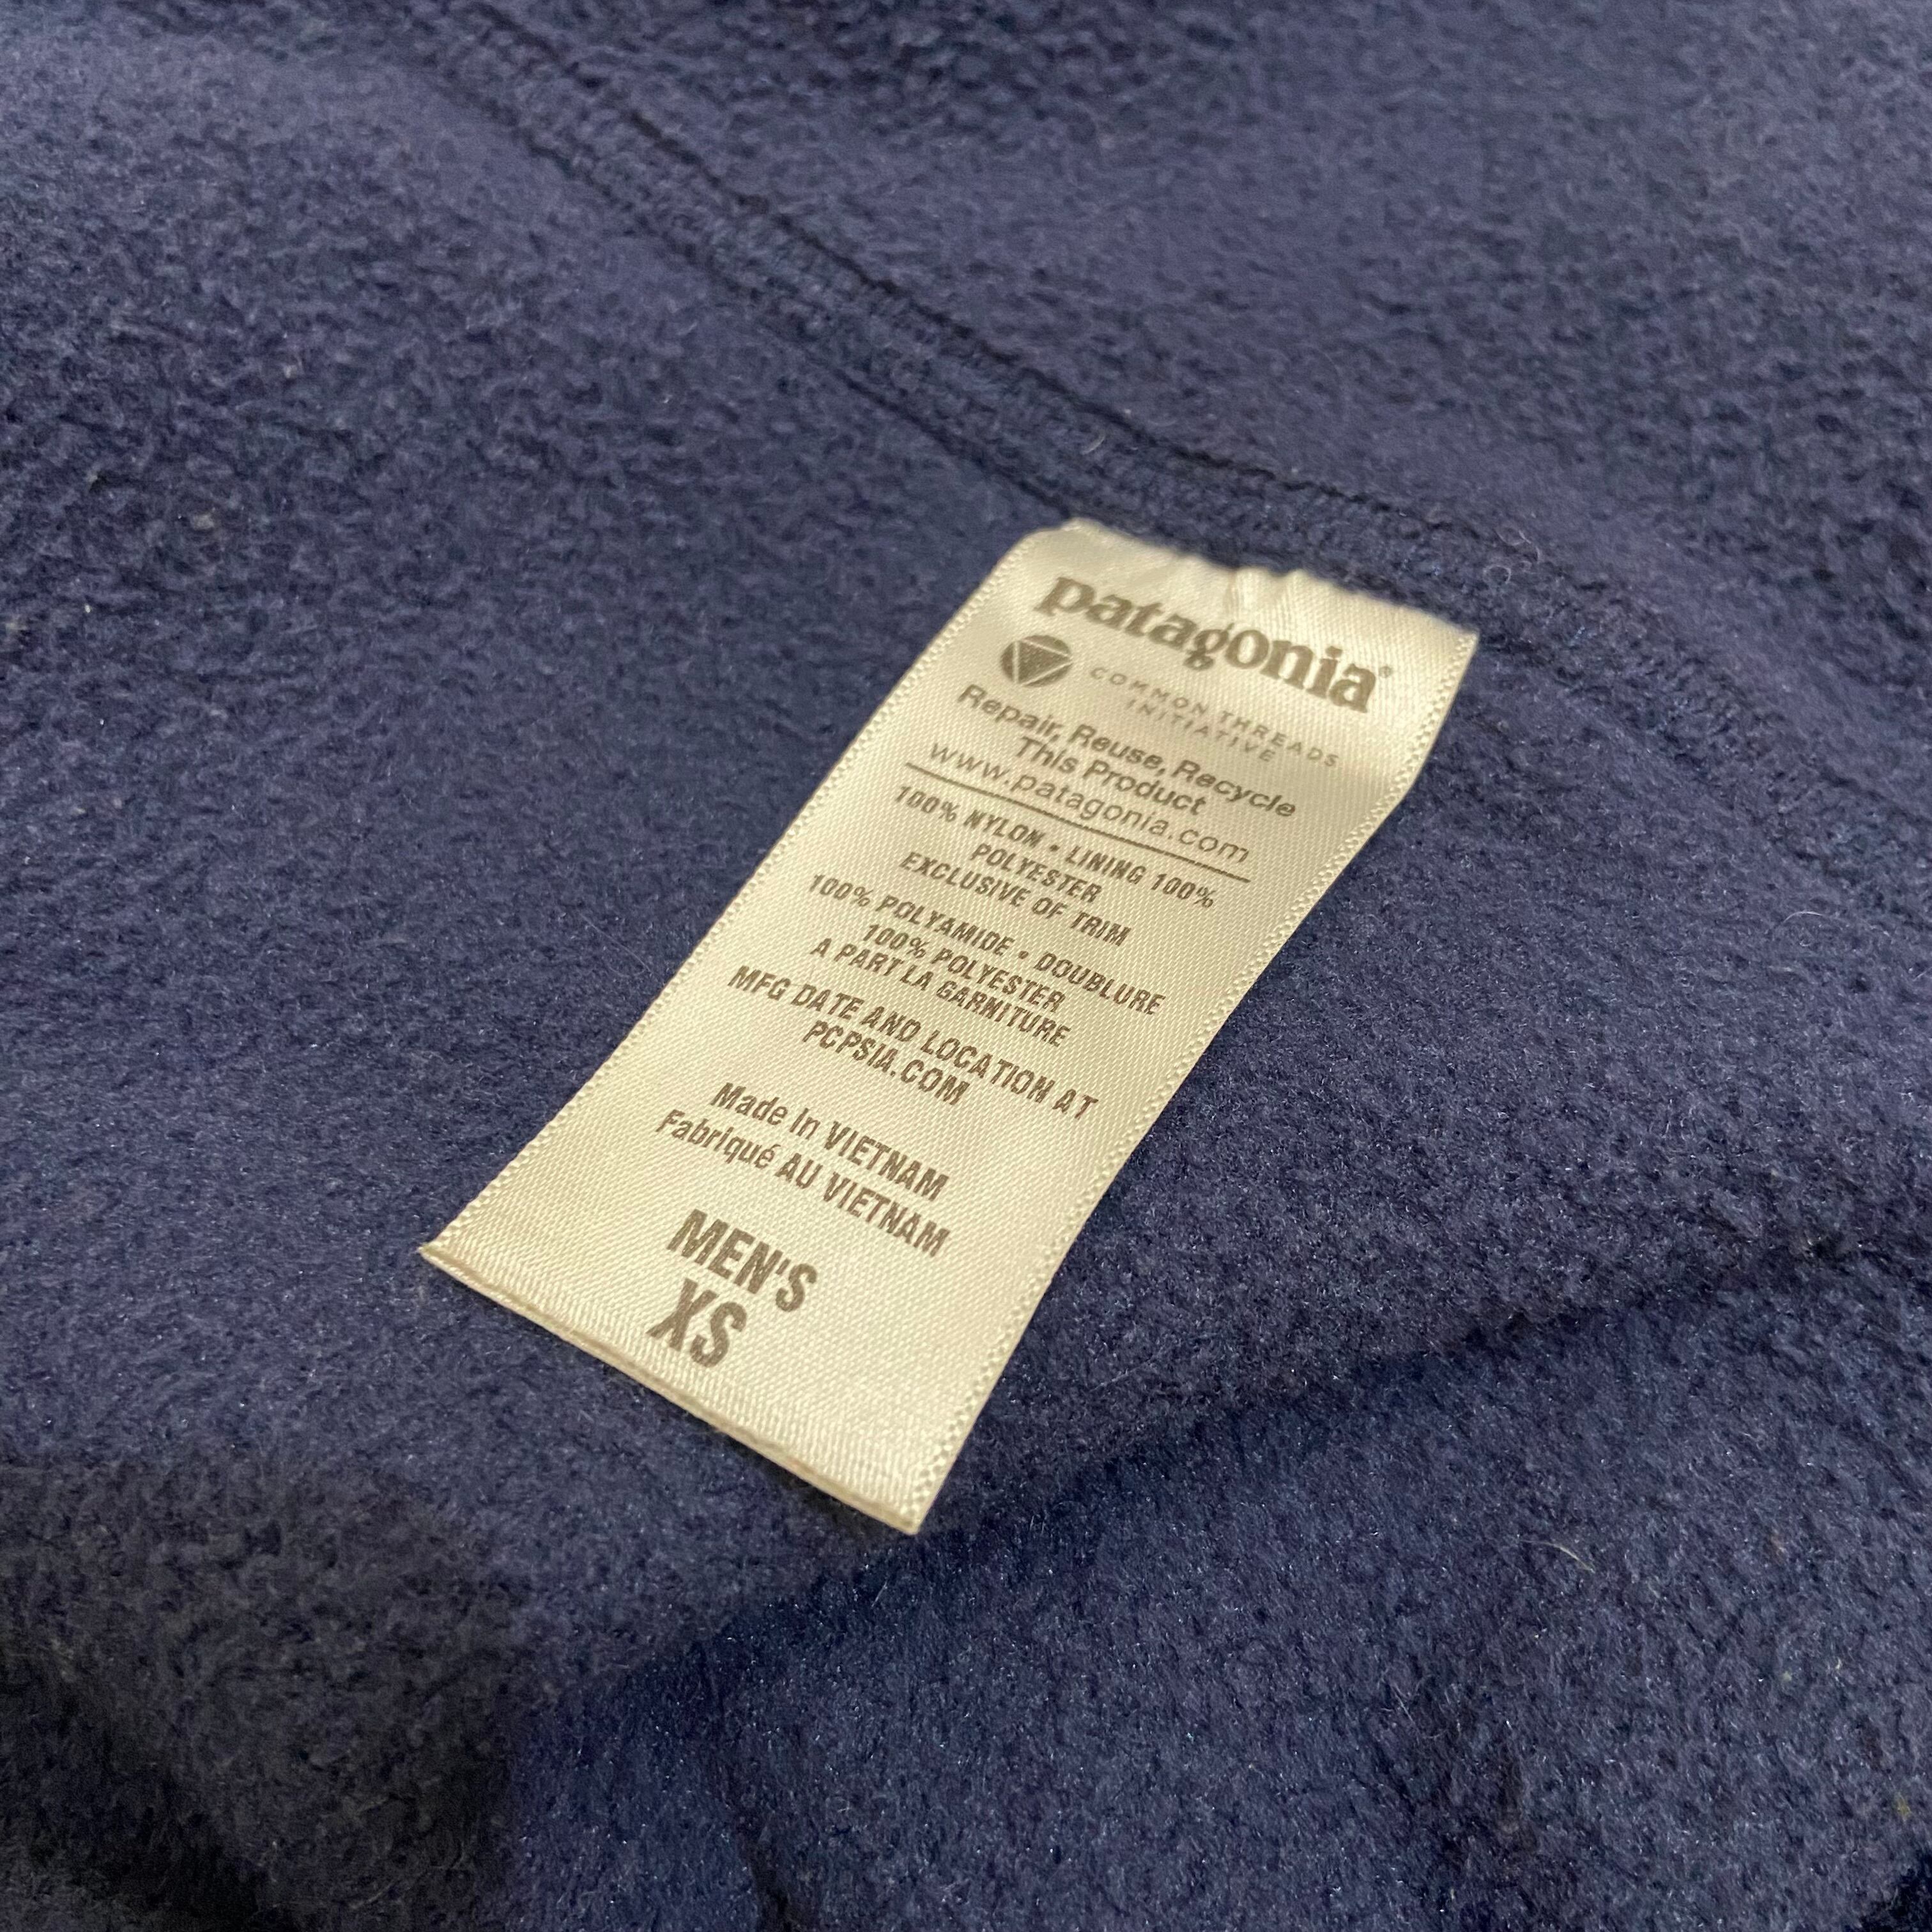 patagonia®
COMMON THREADS
INITIATIVE
Repair, Reuse, Recycle
This Product
www.patagonia.com
100% NYLON • LINING 100%
POLYESTER
EXCLUSIVE OF TRIM
100% POLYAMIDE • DOUBLURE
100% POLYESTER
A PART LA GARNITURE
MFG DATE AND LOCATION AT
PCPSIA.COM
Made In VIETNAM
Fabriqué AU VIETNAM
MEN'S
XS